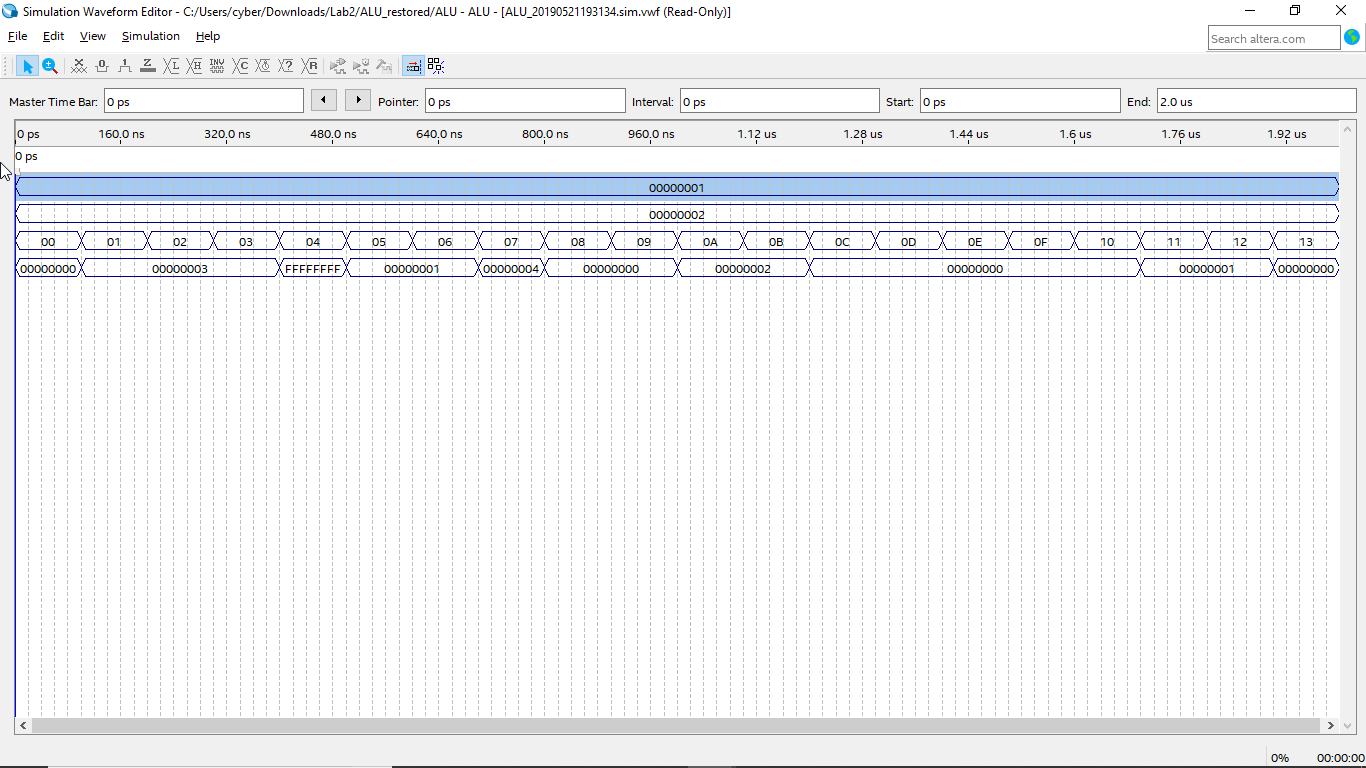 Simulation Waveform Editor - C:/Users/cyber/Downloads/Lab2/ALU_restored/ALU - ALU - [ALU_20190521193134.sim.vwf (Read-Only)]
File Edit View Simulation Help
Search altera.com
Master Time Bar: 0 ps Pointer: 0 ps Interval: 0 ps Start: 0 ps End: 2.0 us
0 ps 160.0 ns 320.0 ns 480.0 ns 640.0 ns 800.0 ns 960.0 ns 1.12 us 1.28 us 1.44 us 1.6 us 1.76 us 1.92 us
0 ps
00000001
00000002
00 01 02 03 04 05 06 07 08 09 0A 0B 0C 0D 0E 0F 10 11 12 13
00000000 00000003 FFFFFFFF 00000001 00000004 00000000 00000002 00000000 00000001 00000000
0% 00:00:00